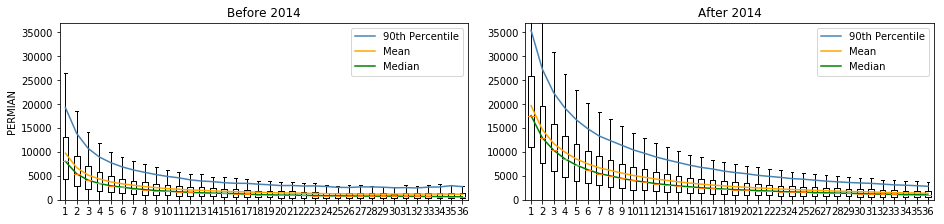 Before 2014
35000
30000
25000
20000
15000
10000
5000
0
PERMIAN
90th Percentile
Mean
Median
1 2 3 4 5 6 7 8 9 10 11 12 13 14 15 16 17 18 19 20 21 22 23 24 25 26 27 28 29 30 31 32 33 34 35 36
After 2014
35000
30000
25000
20000
15000
10000
5000
0
90th Percentile
Mean
Median
1 2 3 4 5 6 7 8 9 10 11 12 13 14 15 16 17 18 19 20 21 22 23 24 25 26 27 28 29 30 31 32 33 34 35 36